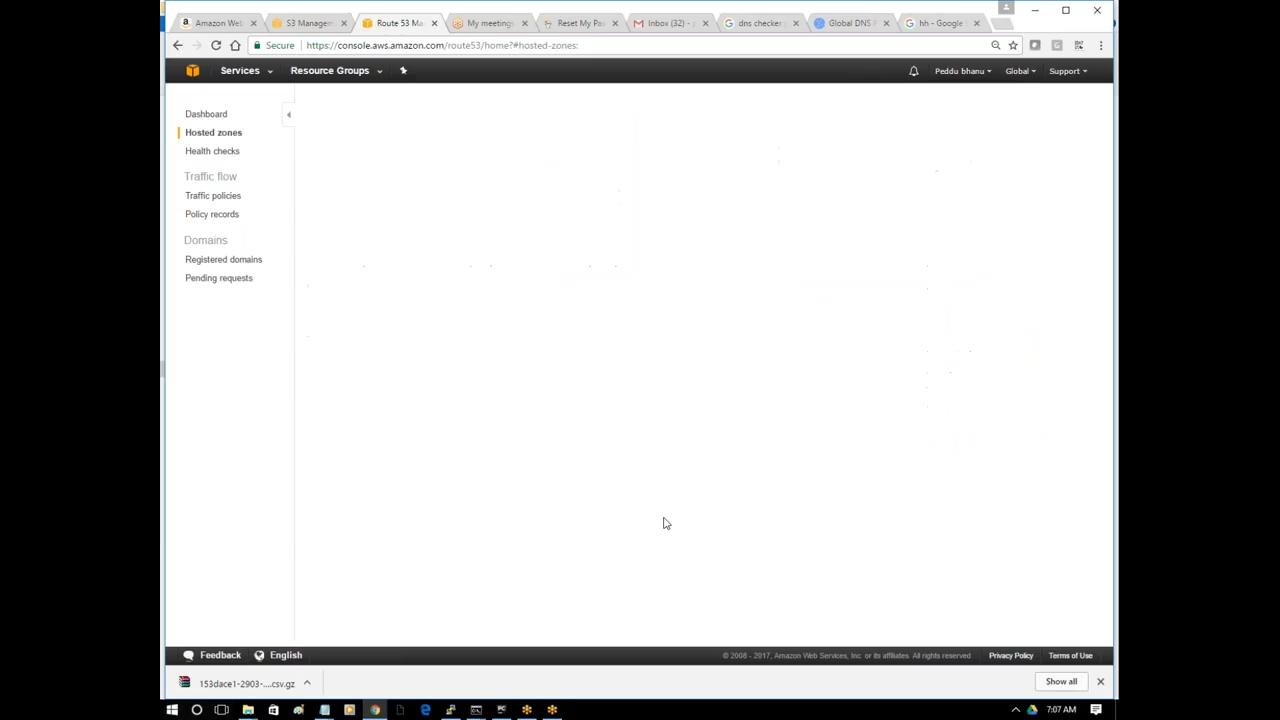 Amazon Web
S3 Managem
Route 53 Ma
My meetings
Reset My Pa
Inbox (32) - p
dns checker
Global DNS P
hh - Google
Secure
https://console.aws.amazon.com/route53/home?#hosted-zones:
Services
Resource Groups
Peddu bhanu
Global
Support
Dashboard
Hosted zones
Health checks
Traffic flow
Traffic policies
Policy records
Domains
Registered domains
Pending requests
Feedback
English
© 2008 - 2017, Amazon Web Services, Inc. or its affiliates. All rights reserved.
Privacy Policy
Terms of Use
153dace1-2903-....csv.gz
Show all
7:07 AM